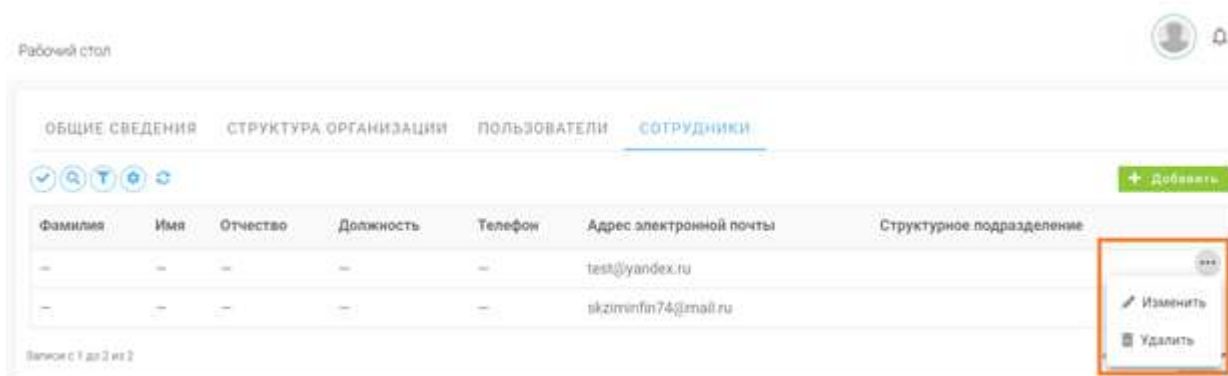 Рабочий стол
ОБЩИЕ СВЕДЕНИЯ СТРУКТУРА ОРГАНИЗАЦИИ ПОЛЬЗОВАТЕЛИ СОТРУДНИКИ
+ Добавить
Фамилия Имя Отчество Должность Телефон Адрес электронной почты Структурное подразделение
— — — — — test@yandex.ru
— — — — — skziminfin74@mail.ru
Изменить
Удалить
Записи с 1 до 2 из 2